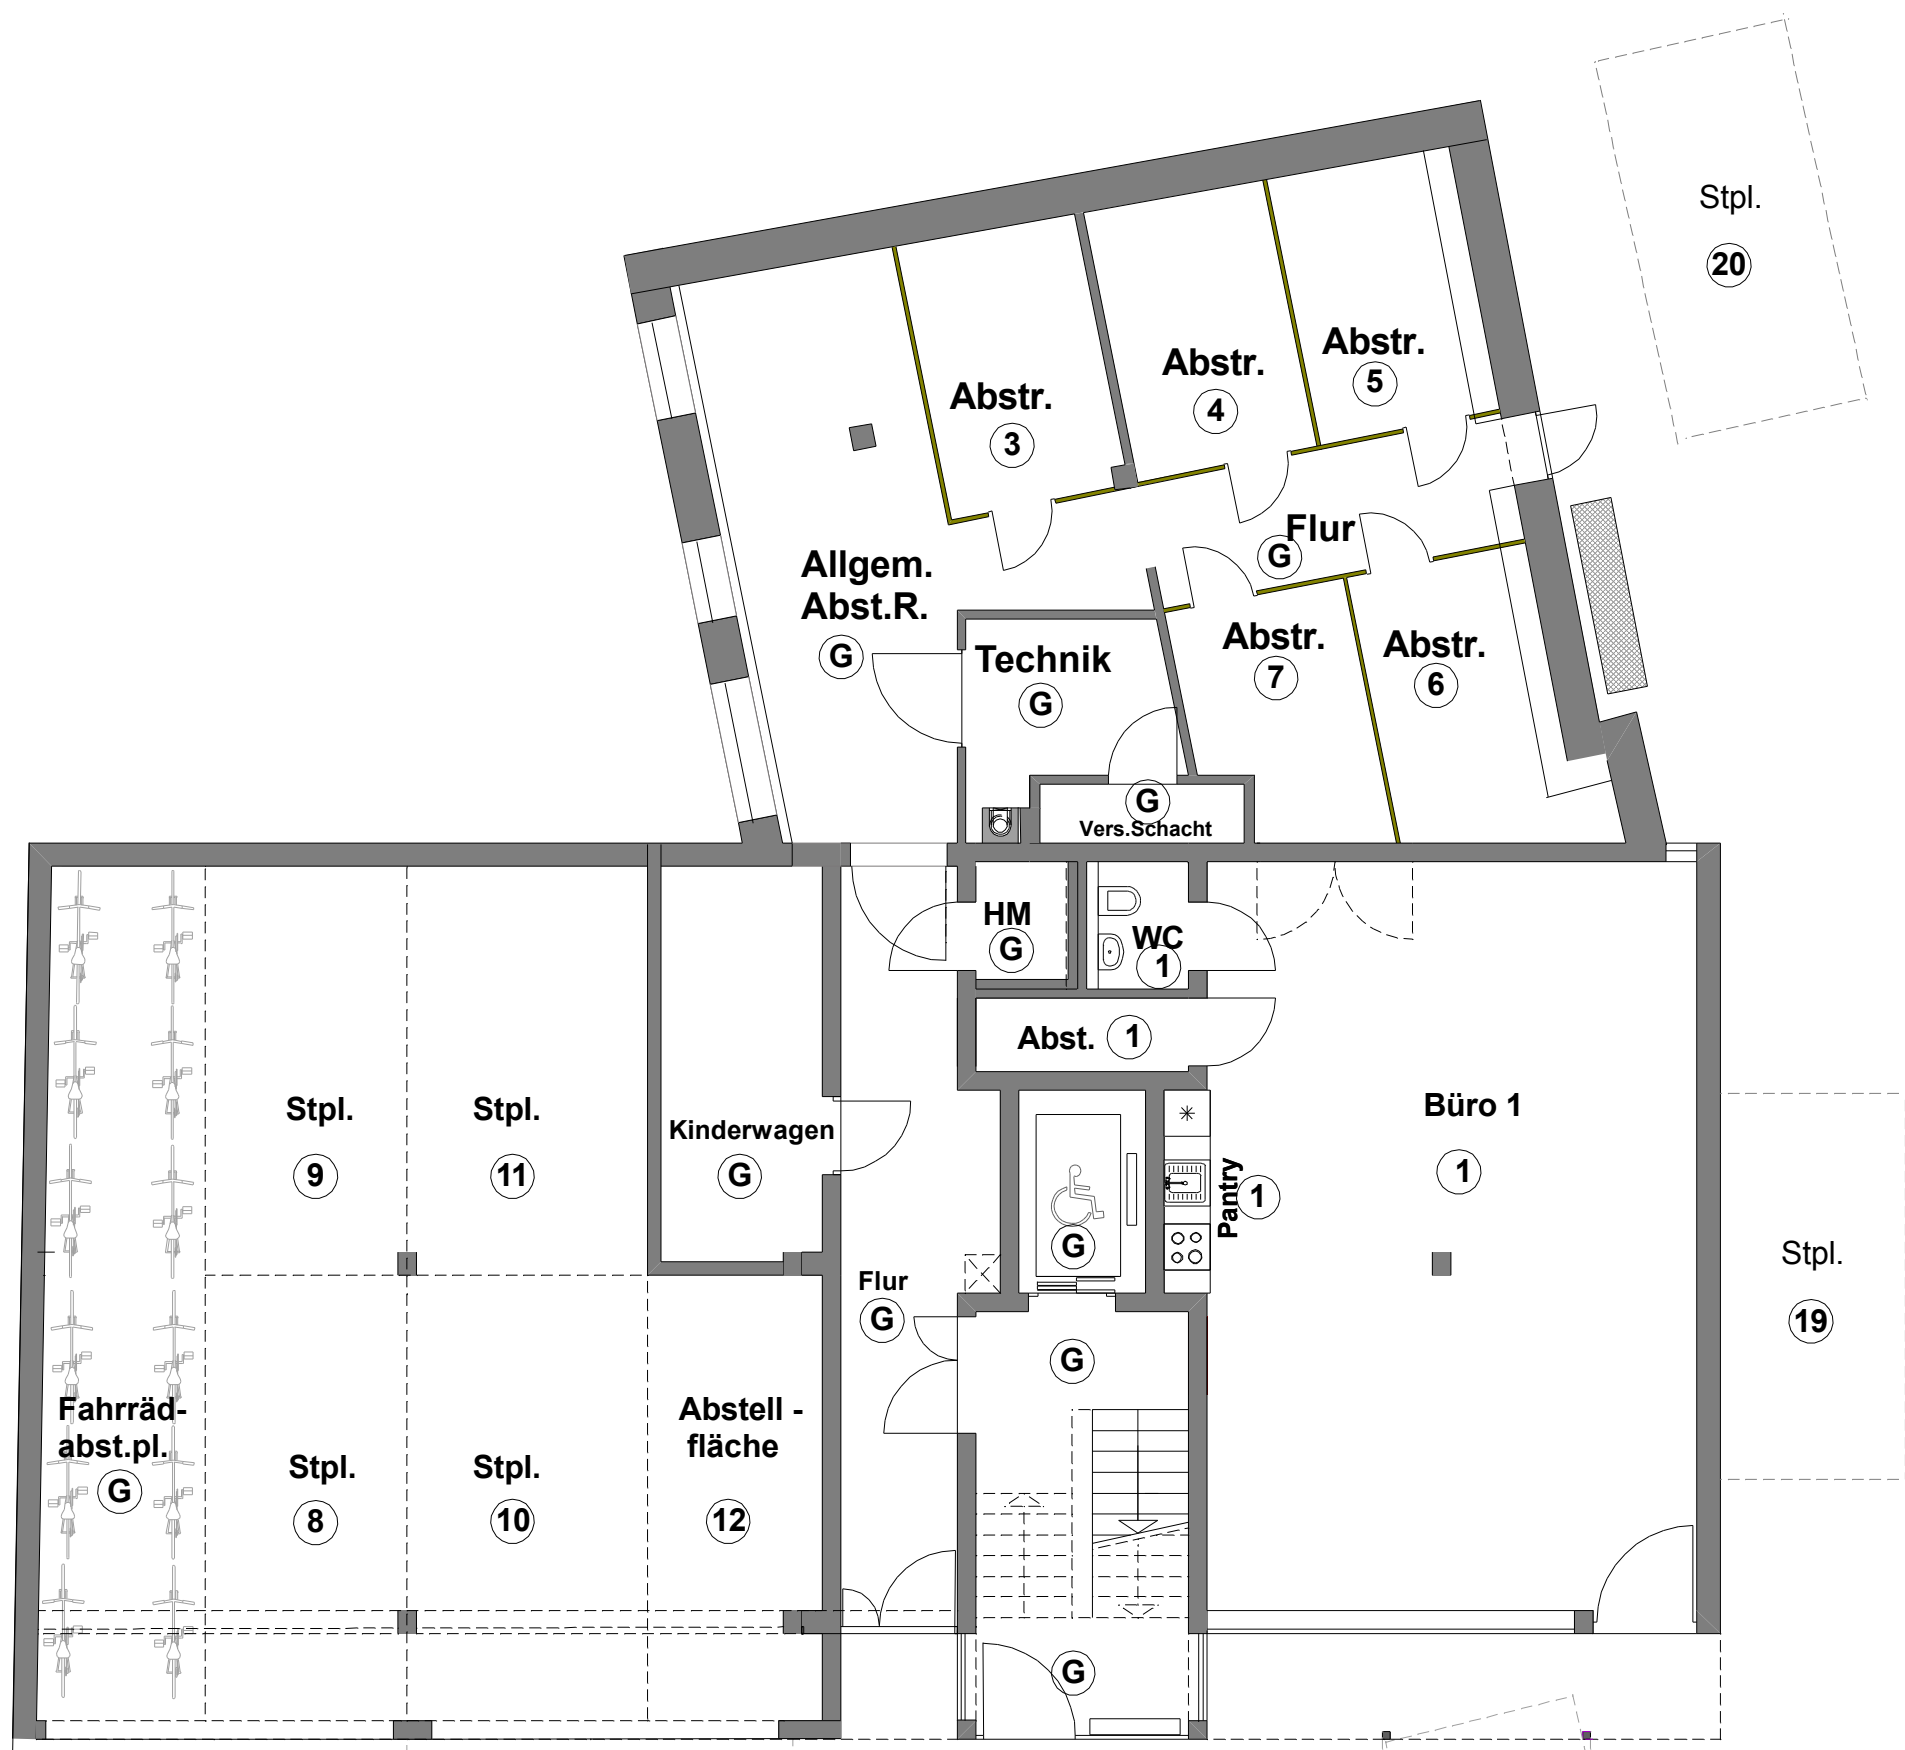 Stpl.
20
Abstr.
5
Abstr.
4
Abstr.
3
Flur
G
Allgem.
Abst.R.
G
Technik
G
Abstr.
7
Abstr.
6
G
Vers.Schacht
HM
G
WC
1
Abst. 1
Stpl.
9
Stpl.
11
Kinderwagen
G
Büro 1
1
Pantry
1
G
Stpl.
19
Flur
G
G
Fahrräd-
abst.pl.
G
Stpl.
8
Stpl.
10
Abstell -
fläche
12
G